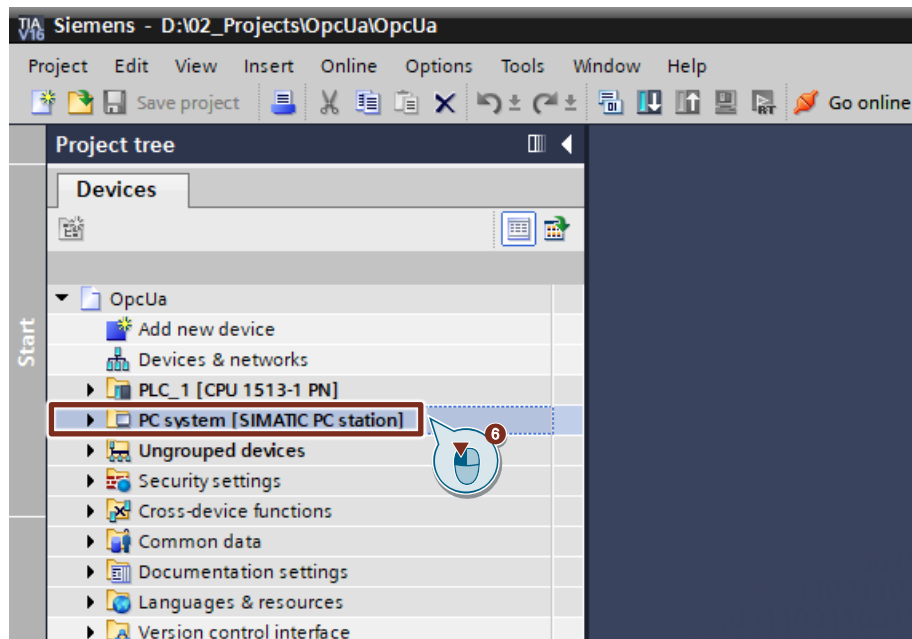 TIA V16 Siemens - D:\02_Projects\OpcUa\OpcUa
Project Edit View Insert Online Options Tools Window Help
Save project Go online
Project tree
Devices
Start
OpcUa
Add new device
Devices & networks
PLC_1 [CPU 1513-1 PN]
PC system [SIMATIC PC station]
6
Ungrouped devices
Security settings
Cross-device functions
Common data
Documentation settings
Languages & resources
Version control interface